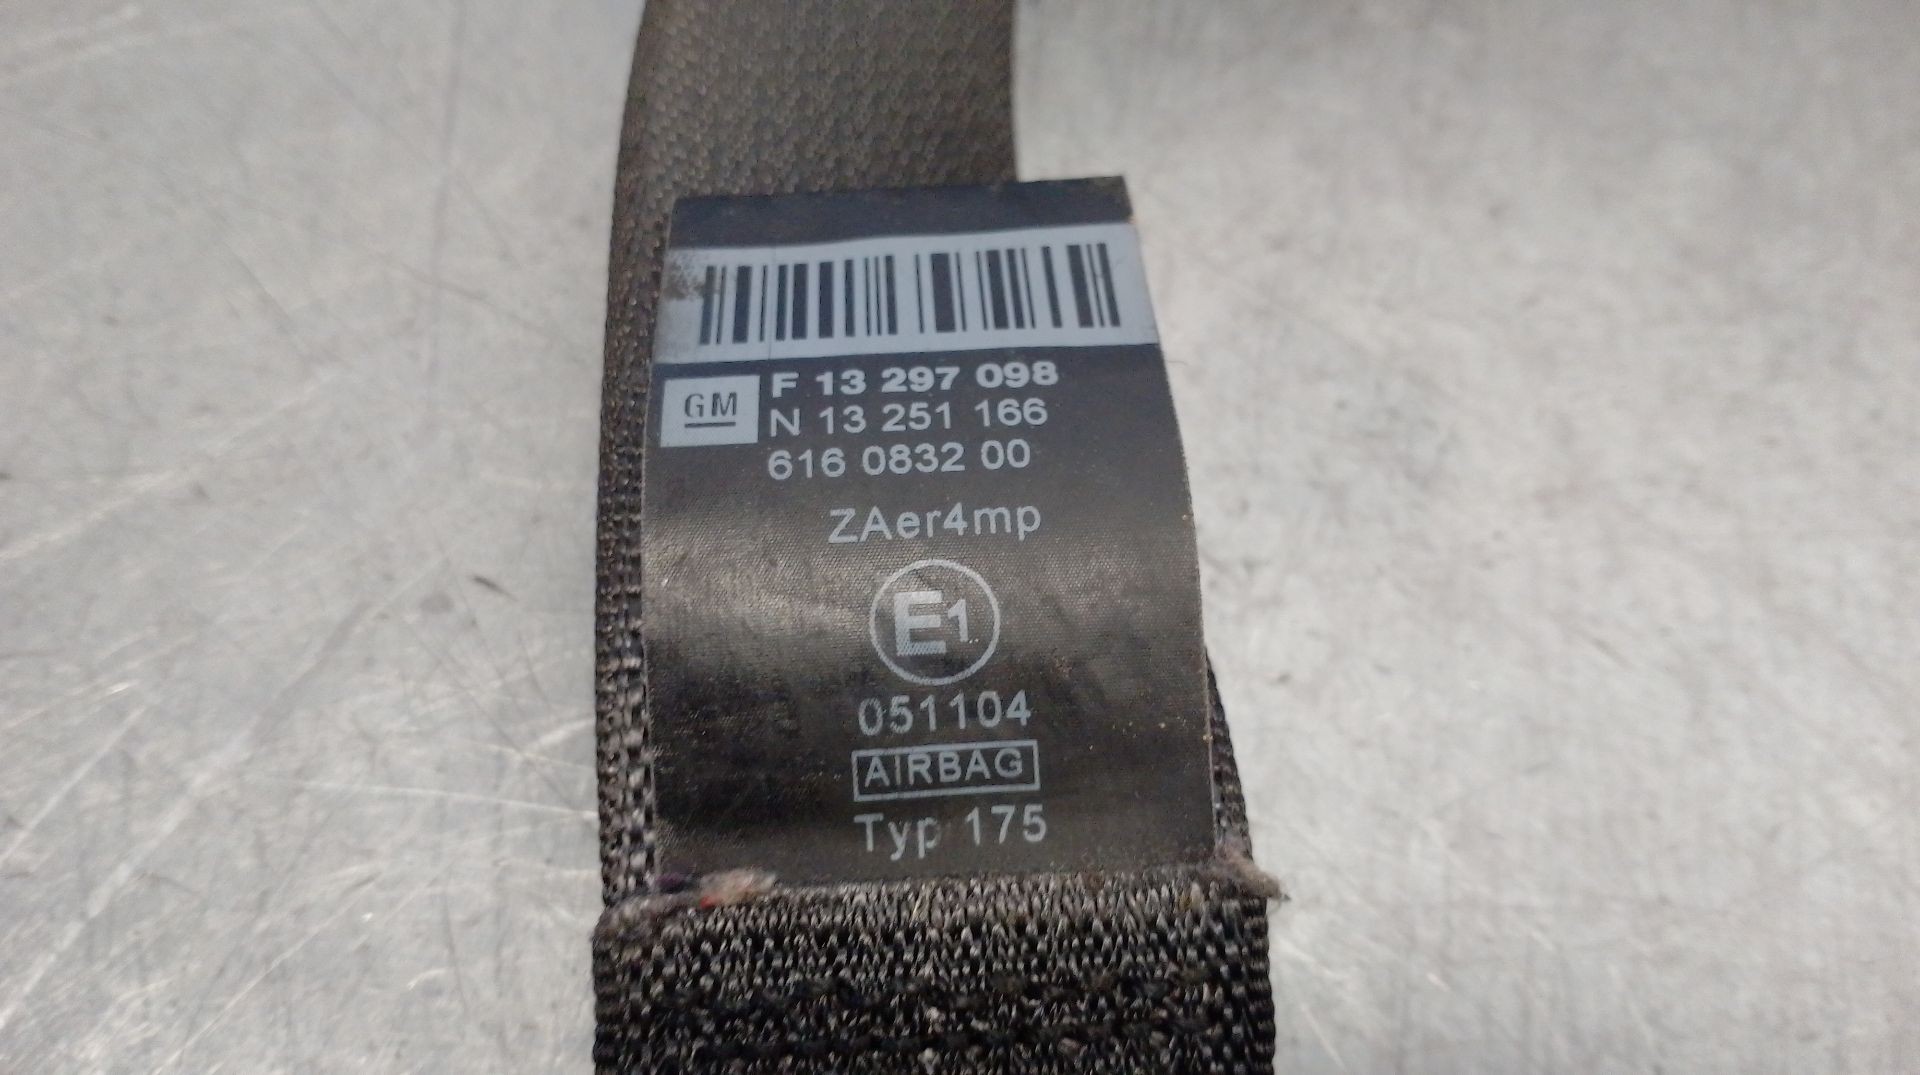 F 13 297 098
GM N 13 251 166
616 0832 00
ZAer4mp
E1
051104
AIRBAG
Typ 175